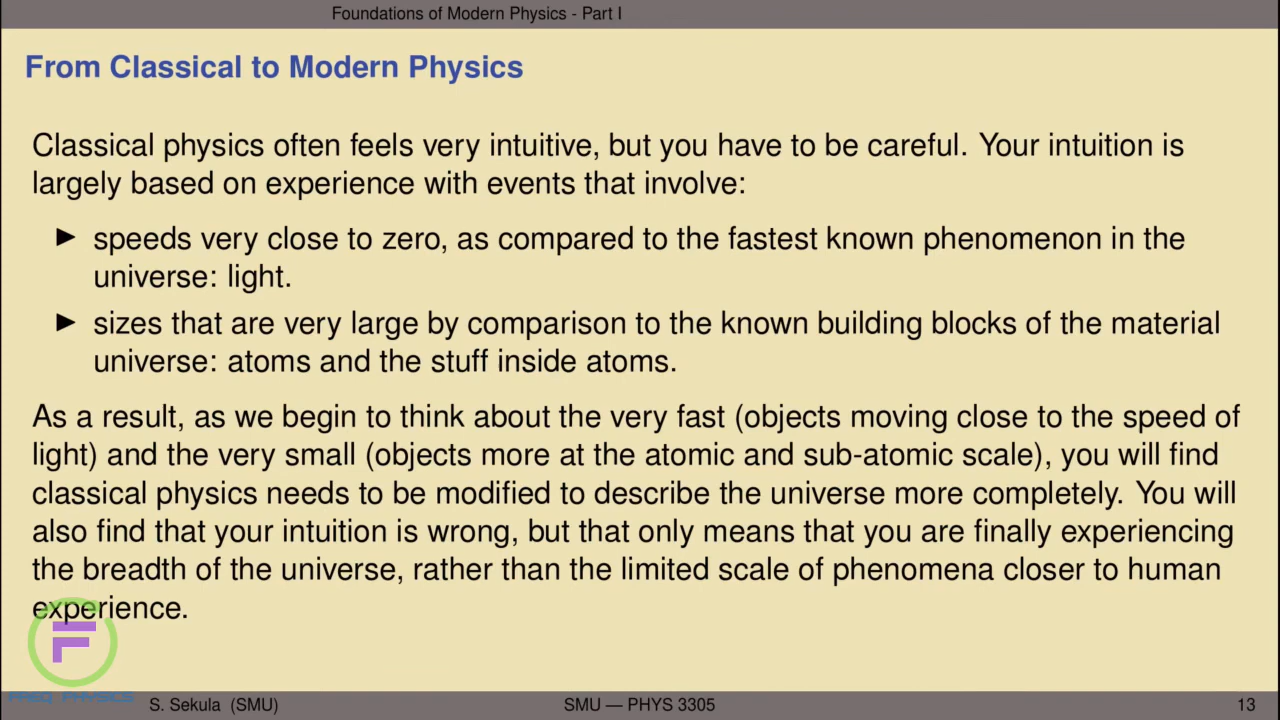 Foundations of Modern Physics - Part I
From Classical to Modern Physics
Classical physics often feels very intuitive, but you have to be careful. Your intuition is
largely based on experience with events that involve:
▶ speeds very close to zero, as compared to the fastest known phenomenon in the
universe: light.
▶ sizes that are very large by comparison to the known building blocks of the material
universe: atoms and the stuff inside atoms.
As a result, as we begin to think about the very fast (objects moving close to the speed of
light) and the very small (objects more at the atomic and sub-atomic scale), you will find
classical physics needs to be modified to describe the universe more completely. You will
also find that your intuition is wrong, but that only means that you are finally experiencing
the breadth of the universe, rather than the limited scale of phenomena closer to human
experience.
F
FREQ PHYSICS
S. Sekula (SMU) SMU — PHYS 3305 13